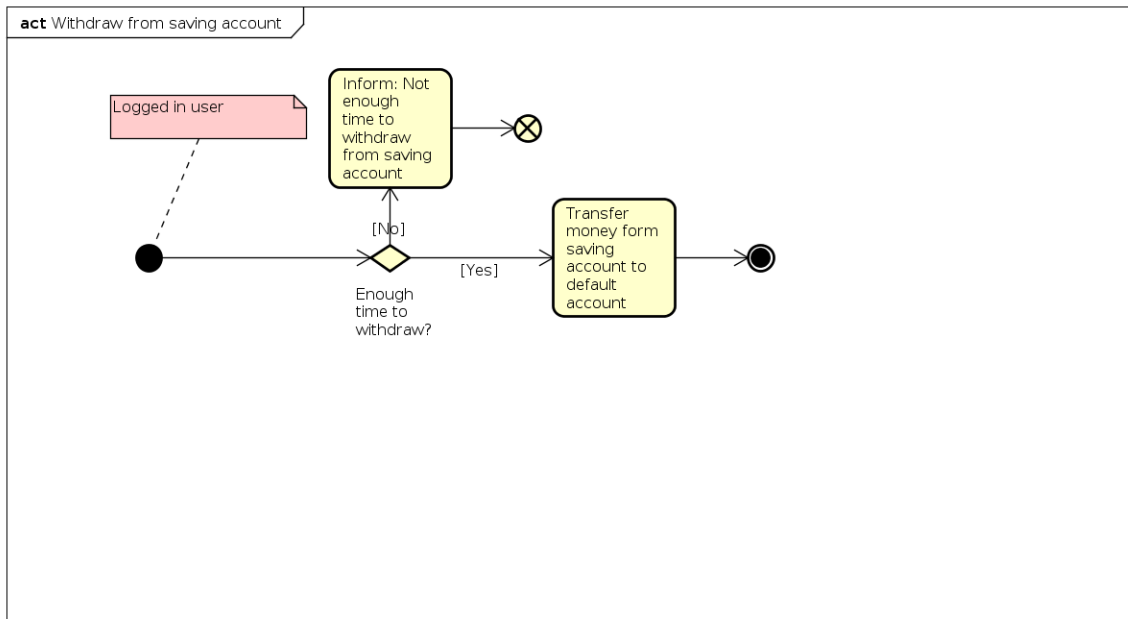 act Withdraw from saving account
Logged in user
Inform: Not
enough
time to
withdraw
from saving
account
[No]
[Yes]
Enough
time to
withdraw?
Transfer
money form
saving
account to
default
account